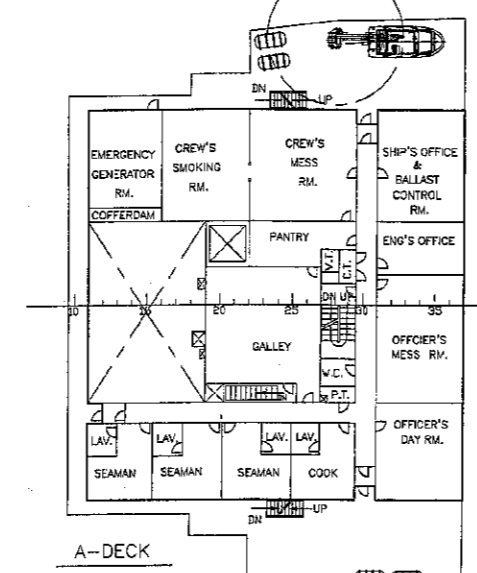 DN
UP
EMERGENCY
GENERATOR
RM.
COFFERDAM
CREW'S
SMOKING
RM.
CREW'S
MESS
RM.
SHIP'S OFFICE
&
BALLAST
CONTROL
RM.
PANTRY
ENG'S OFFICE
V.T.
C.T.
DN UP
10
15
20
25
30
35
GALLEY
OFFCIER'S
MESS RM.
W.C.
P.T.
OFFICER'S
DAY RM.
LAV.
LAV.
LAV.
LAV.
SEAMAN
SEAMAN
SEAMAN
COOK
DN
UP
A-DECK